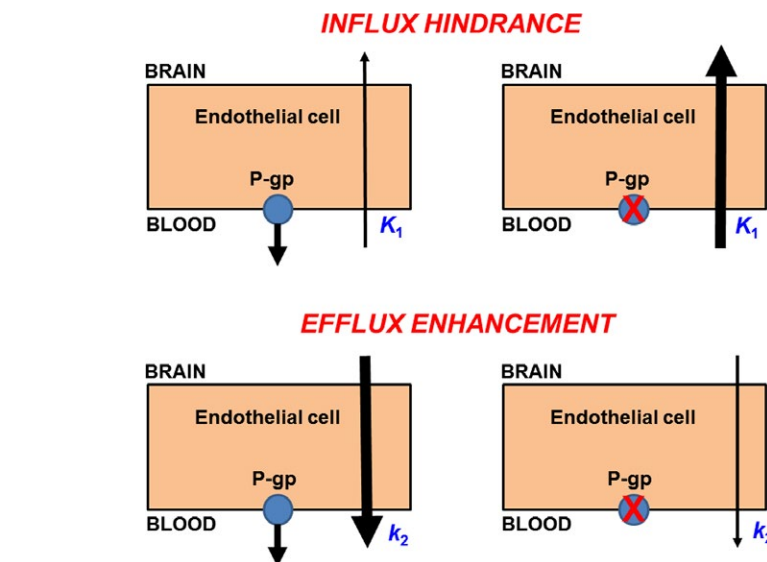 INFLUX HINDRANCE
BRAIN
BRAIN
Endothelial cell
Endothelial cell
P-gp
P-gp
BLOOD
K1
BLOOD
K1
EFFLUX ENHANCEMENT
BRAIN
BRAIN
Endothelial cell
Endothelial cell
P-gp
P-gp
X
X
BLOOD
k2
BLOOD